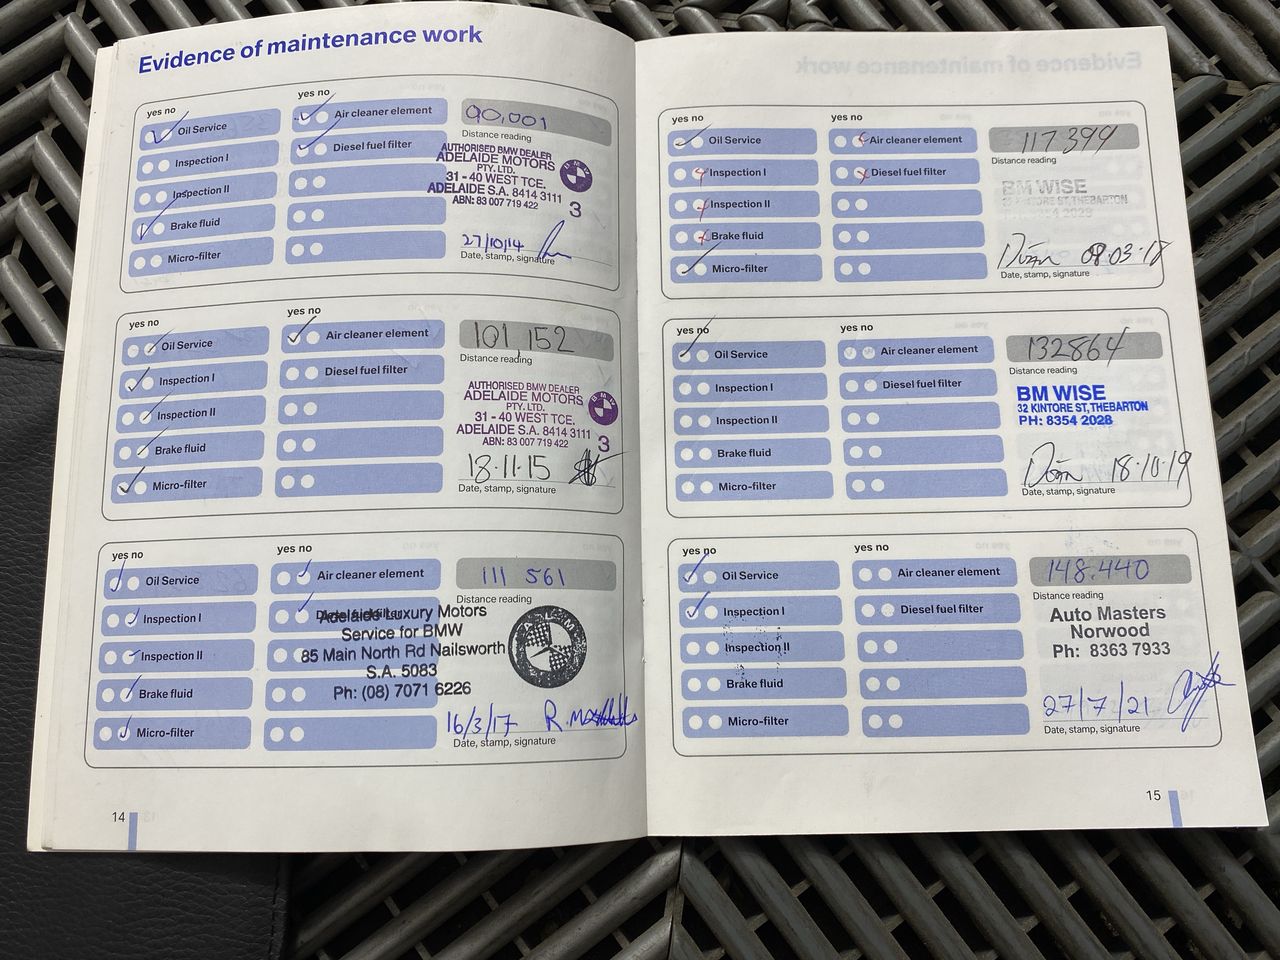 Evidence of maintenance work
yes no
yes no
Oil Service
Air cleaner element
90,001
Distance reading
Inspection I
Diesel fuel filter
AUTHORISED BMW DEALER
ADELAIDE MOTORS
PTY. LTD.
31 - 40 WEST TCE.
ADELAIDE S.A. 8414 3111
ABN: 83 007 719 422
3
Inspection II
Brake fluid
Micro-filter
27/10/14
Date, stamp, signature
yes no
yes no
Oil Service
Air cleaner element
101,152
Distance reading
Inspection I
Diesel fuel filter
Inspection II
Brake fluid
Micro-filter
AUTHORISED BMW DEALER
ADELAIDE MOTORS
PTY. LTD.
31 - 40 WEST TCE.
ADELAIDE S.A. 8414 3111
ABN: 83 007 719 422
3
18.11.15
Date, stamp, signature
yes no
yes no
Oil Service
Air cleaner element
111 561
Distance reading
Inspection I
Diesel fuel filter
Inspection II
Brake fluid
Micro-filter
Adelaide Luxury Motors
Service for BMW
85 Main North Rd Nailsworth
S.A. 5083
Ph: (08) 7071 6226
A L M
16/3/17
Date, stamp, signature
14
yes no
yes no
Oil Service
Air cleaner element
117399
Distance reading
Inspection I
Diesel fuel filter
Inspection II
Brake fluid
Micro-filter
BM WISE
KINTORE ST, THEBARTON
08.03.18
Date, stamp, signature
yes no
yes no
Oil Service
Air cleaner element
132864
Distance reading
Inspection I
Diesel fuel filter
Inspection II
Brake fluid
Micro-filter
BM WISE
32 KINTORE ST, THEBARTON
PH: 8354 2028
18.10.19
Date, stamp, signature
yes no
yes no
Oil Service
Air cleaner element
148.440
Distance reading
Inspection I
Diesel fuel filter
Inspection II
Brake fluid
Micro-filter
Auto Masters
Norwood
Ph: 8363 7933
27/7/21
Date, stamp, signature
15